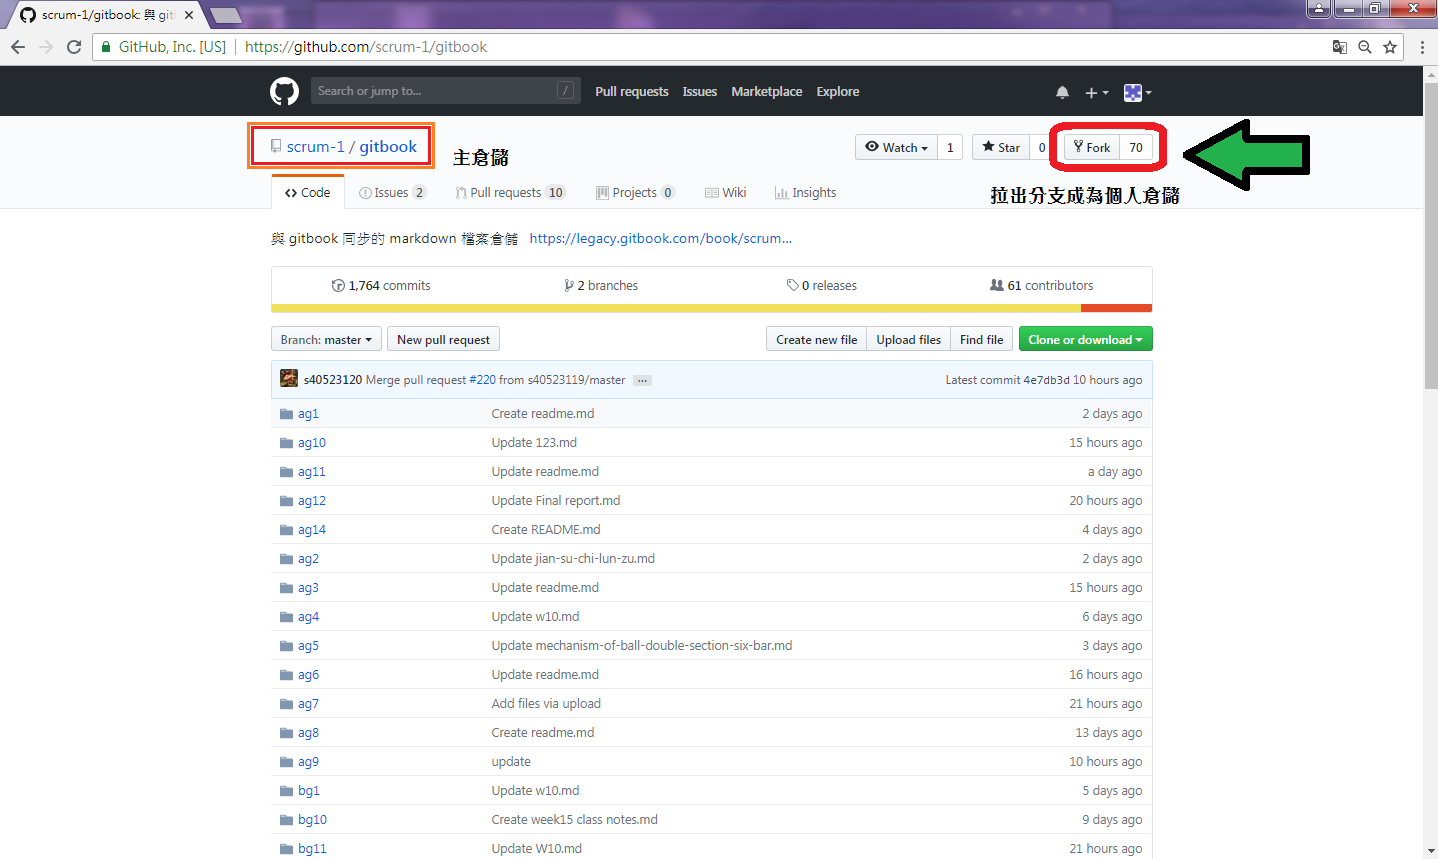 scrum-1/gitbook: 與 git
GitHub, Inc. [US] https://github.com/scrum-1/gitbook
Search or jump to... / Pull requests Issues Marketplace Explore
scrum-1 / gitbook 主倉儲 Watch 1 Star 0 Fork 70
Code Issues 2 Pull requests 10 Projects 0 Wiki Insights 拉出分支成為個人倉儲
與 gitbook 同步的 markdown 檔案倉儲 https://legacy.gitbook.com/book/scrum...
1,764 commits 2 branches 0 releases 61 contributors
Branch: master New pull request Create new file Upload files Find file Clone or download
s40523120 Merge pull request #220 from s40523119/master ... Latest commit 4e7db3d 10 hours ago
ag1 Create readme.md 2 days ago
ag10 Update 123.md 15 hours ago
ag11 Update readme.md a day ago
ag12 Update Final report.md 20 hours ago
ag14 Create README.md 4 days ago
ag2 Update jian-su-chi-lun-zu.md 2 days ago
ag3 Update readme.md 15 hours ago
ag4 Update w10.md 6 days ago
ag5 Update mechanism-of-ball-double-section-six-bar.md 3 days ago
ag6 Update readme.md 16 hours ago
ag7 Add files via upload 21 hours ago
ag8 Create readme.md 13 days ago
ag9 update 10 hours ago
bg1 Update w10.md 5 days ago
bg10 Create week15 class notes.md 9 days ago
bg11 Update W10.md 21 hours ago